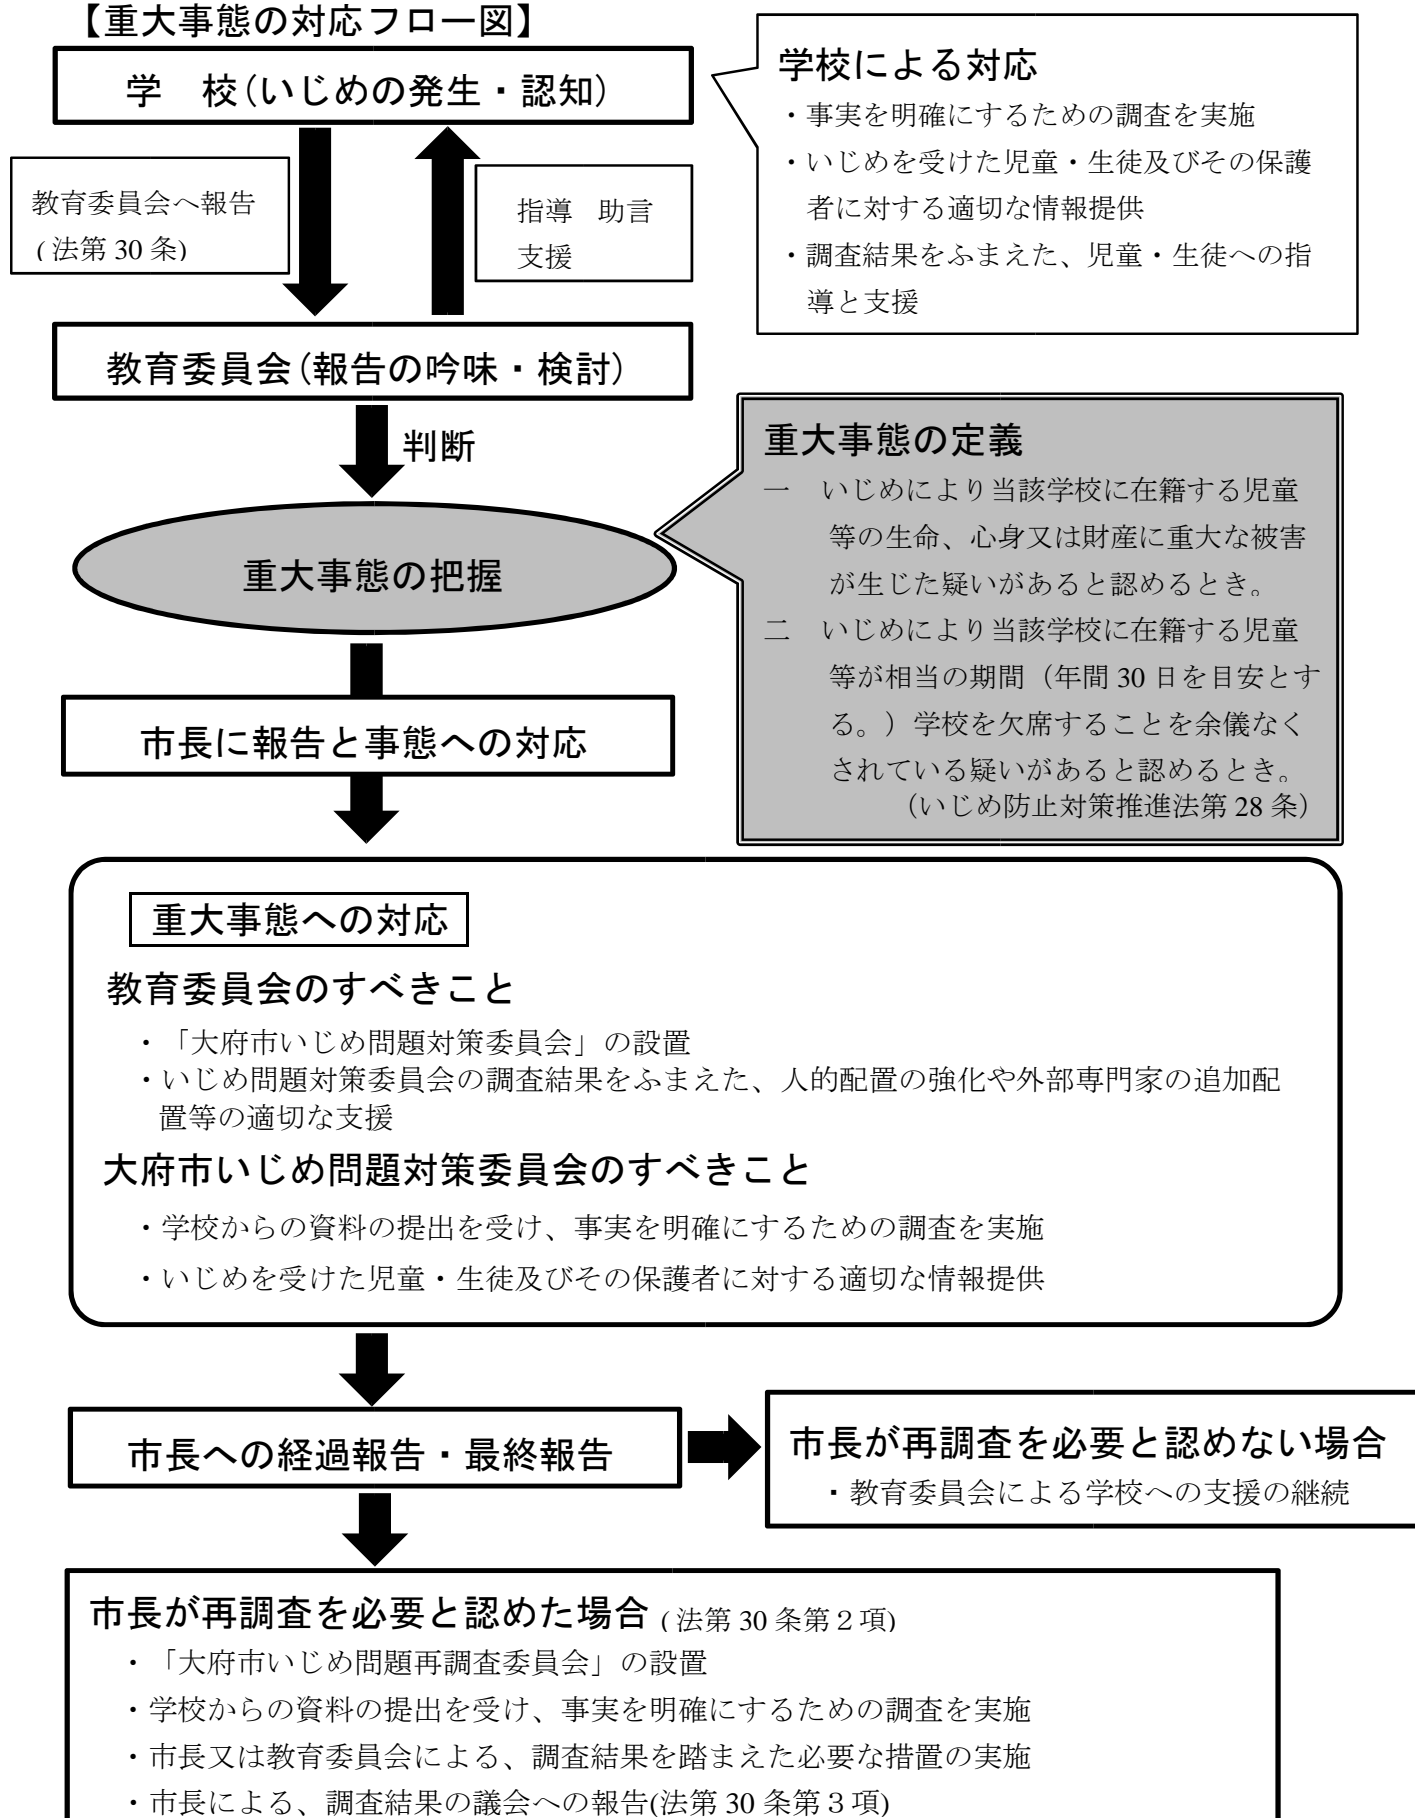 【重大事態の対応フロー図】
学　校(いじめの発生・認知)
教育委員会へ報告
(法第 30 条)
指導　助言
支援
学校による対応
・事実を明確にするための調査を実施
・いじめを受けた児童・生徒及びその保護
者に対する適切な情報提供
・調査結果をふまえた、児童・生徒への指
導と支援
教育委員会(報告の吟味・検討)
判断
重大事態の把握
重大事態の定義
一　いじめにより当該学校に在籍する児童
等の生命、心身又は財産に重大な被害
が生じた疑いがあると認めるとき。
二　いじめにより当該学校に在籍する児童
等が相当の期間（年間 30 日を目安とす
る。）学校を欠席することを余儀なく
されている疑いがあると認めるとき。
（いじめ防止対策推進法第 28 条）
市長に報告と事態への対応
重大事態への対応
教育委員会のすべきこと
・「大府市いじめ問題対策委員会」の設置
・いじめ問題対策委員会の調査結果をふまえた、人的配置の強化や外部専門家の追加配
置等の適切な支援
大府市いじめ問題対策委員会のすべきこと
・学校からの資料の提出を受け、事実を明確にするための調査を実施
・いじめを受けた児童・生徒及びその保護者に対する適切な情報提供
市長への経過報告・最終報告
市長が再調査を必要と認めない場合
・教育委員会による学校への支援の継続
市長が再調査を必要と認めた場合 (法第 30 条第２項)
・「大府市いじめ問題再調査委員会」の設置
・学校からの資料の提出を受け、事実を明確にするための調査を実施
・市長又は教育委員会による、調査結果を踏まえた必要な措置の実施
・市長による、調査結果の議会への報告(法第 30 条第３項)